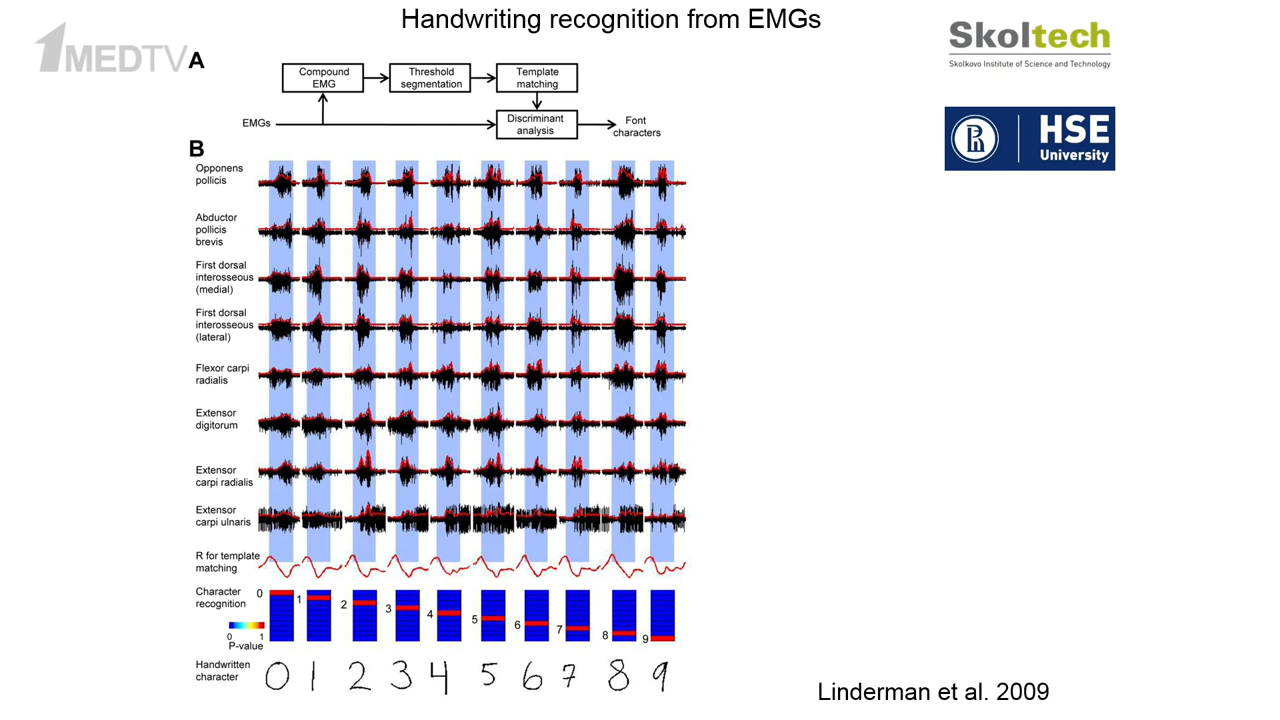 Handwriting recognition from EMGs
1MEDTV
Skoltech
Skolkovo Institute of Science and Technology
HSE
University
A
Compound
EMG
Threshold
segmentation
Template
matching
EMGs
Discriminant
analysis
Font
characters
B
Opponens
pollicis
Abductor
pollicis
brevis
First dorsal
interosseous
(medial)
First dorsal
interosseous
(lateral)
Flexor carpi
radialis
Extensor
digitorum
Extensor
carpi radialis
Extensor
carpi ulnaris
R for template
matching
Character
recognition
0 1 2 3 4 5 6 7 8 9
0 1
P-value
Handwritten
character
0 1 2 3 4 5 6 7 8 9
Linderman et al. 2009